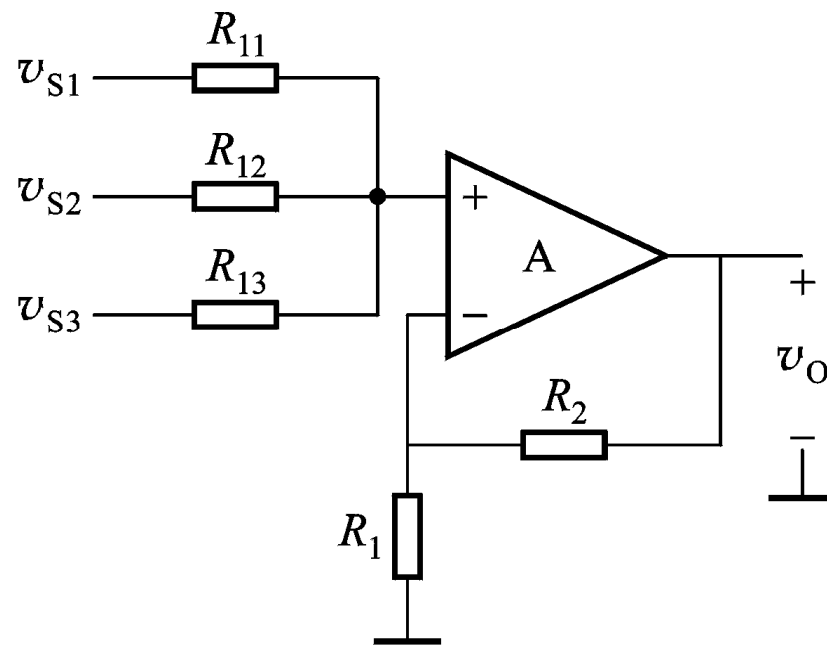 R11
vS1
R12
vS2
+
A
R13
vS3
−
+
vO
R2
−
R1